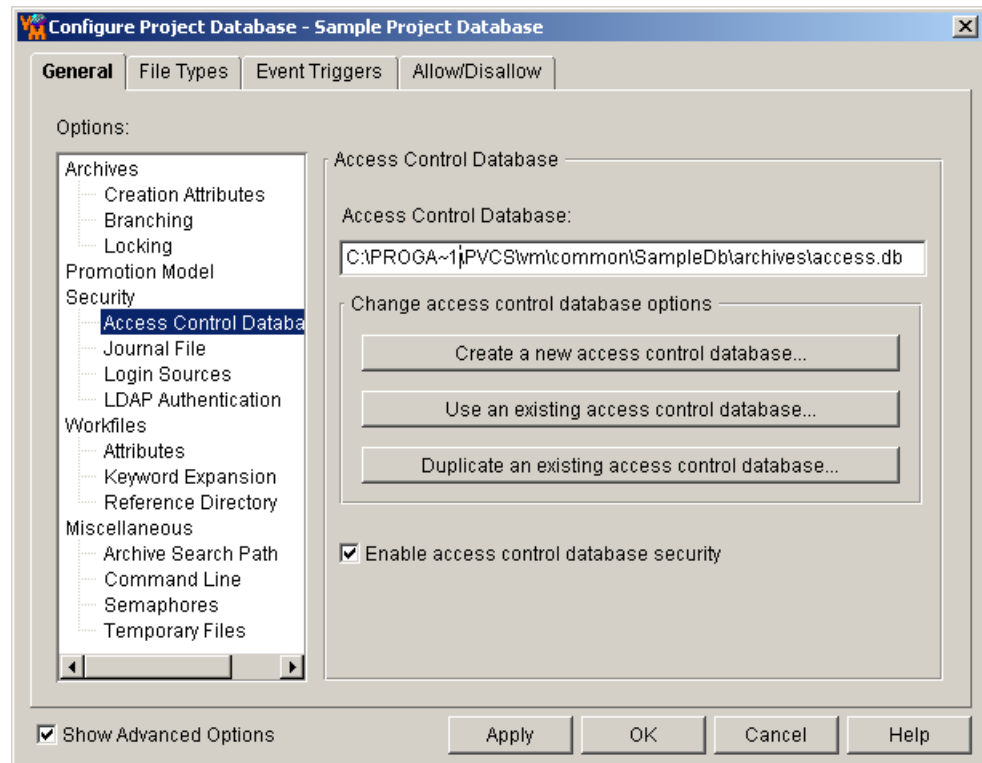 Configure Project Database - Sample Project Database
General File Types Event Triggers Allow/Disallow
Options:
Archives
Creation Attributes
Branching
Locking
Promotion Model
Security
Access Control Databa
Journal File
Login Sources
LDAP Authentication
Workfiles
Attributes
Keyword Expansion
Reference Directory
Miscellaneous
Archive Search Path
Command Line
Semaphores
Temporary Files
Access Control Database
Access Control Database:
C:\PROGA~1\PVCS\vm\common\SampleDb\archives\access.db
Change access control database options
Create a new access control database...
Use an existing access control database...
Duplicate an existing access control database...
Enable access control database security
Show Advanced Options
Apply OK Cancel Help